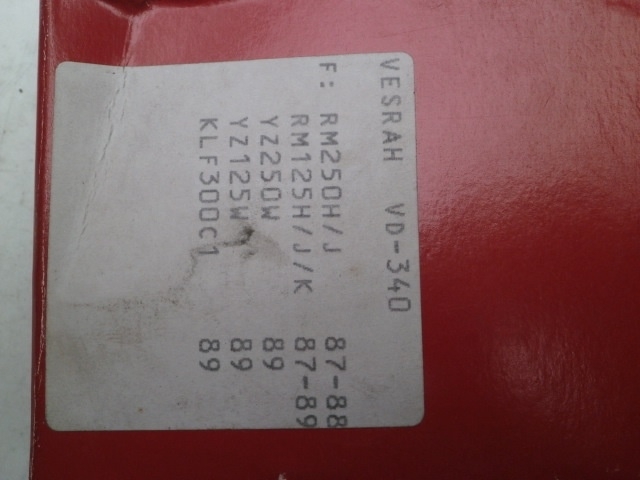 VESRAH VD-340
F: RM250H/J 87-88
RM125H/J/K 87-89
YZ250W 89
YZ125W 89
KLF300C1 89